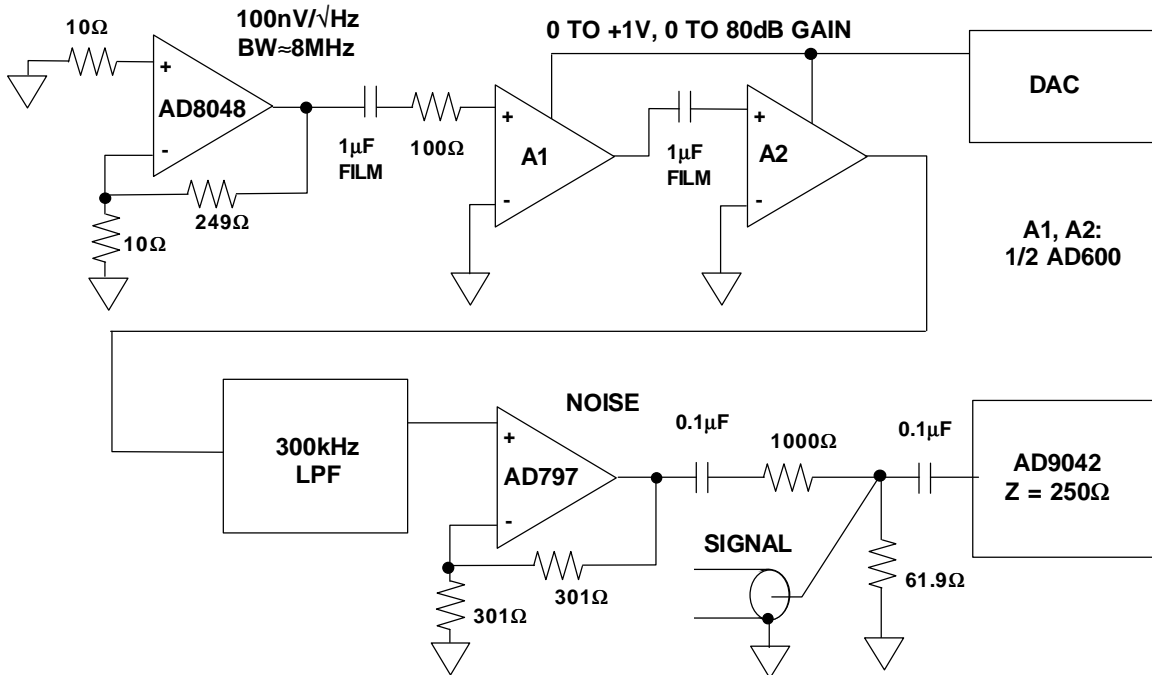 100nV/√Hz
BW≈8MHz
0 TO +1V, 0 TO 80dB GAIN
10Ω
+
AD8048
-
249Ω
10Ω
1μF
FILM
100Ω
+
A1
-
1μF
FILM
+
A2
-
DAC
A1, A2:
1/2 AD600
300kHz
LPF
NOISE
+
AD797
-
301Ω
301Ω
0.1μF
1000Ω
0.1μF
SIGNAL
61.9Ω
AD9042
Z = 250Ω